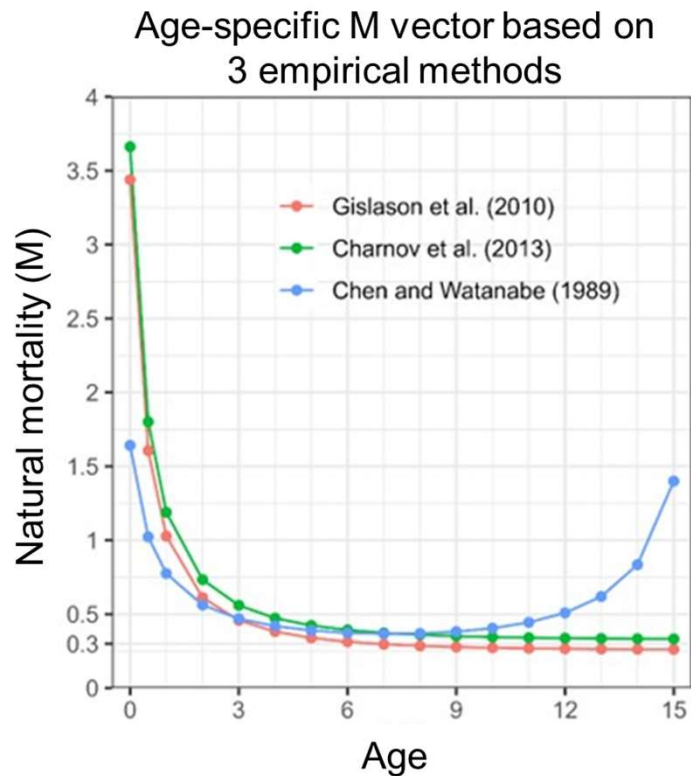 Age-specific M vector based on
3 empirical methods
4
3.5
3
2.5
2
1.5
1
0.5
0.3
0
Natural mortality (M)
Gislason et al. (2010)
Charnov et al. (2013)
Chen and Watanabe (1989)
0 3 6 9 12 15
Age